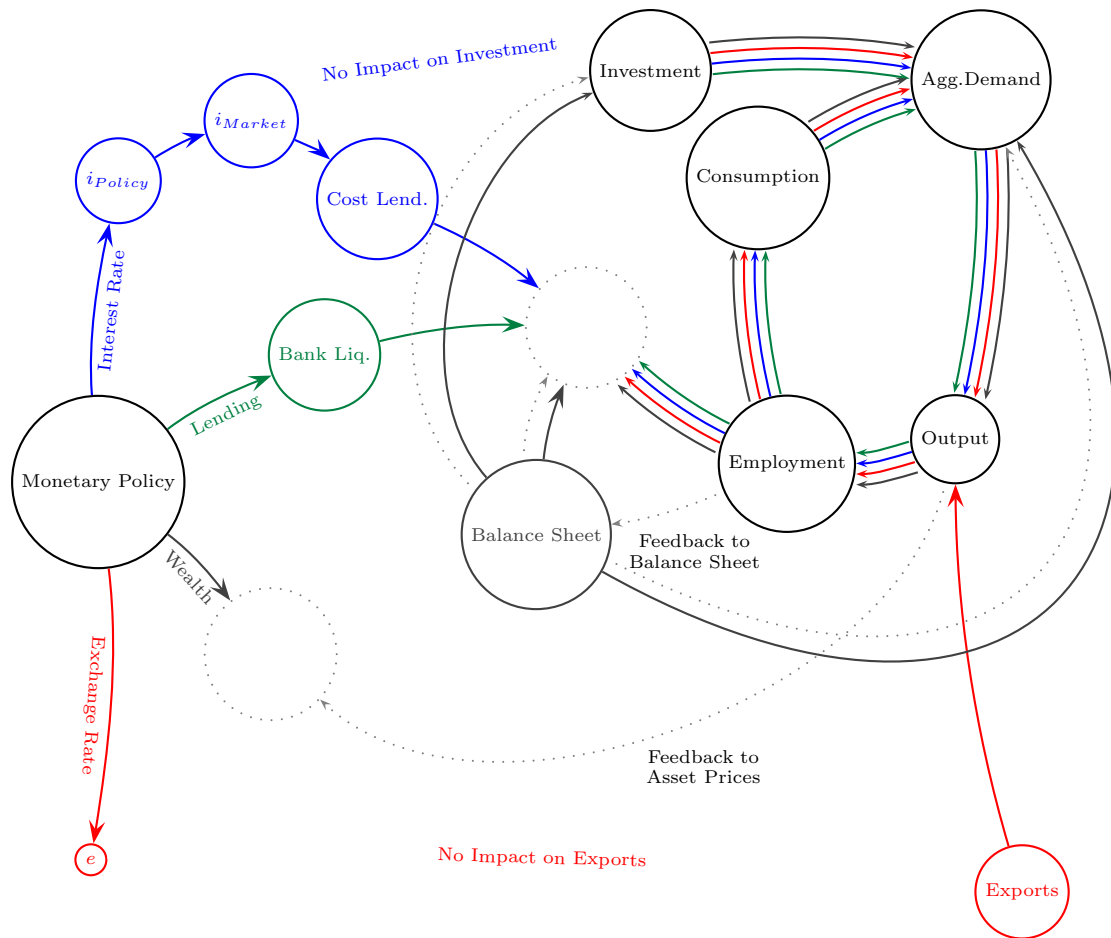 No Impact on Investment
Investment
Agg.Demand
i_Market
i_Policy
Consumption
Cost Lend.
Interest Rate
Bank Liq.
Lending
Output
Employment
Monetary Policy
Balance Sheet
Feedback to
Balance Sheet
Wealth
Exchange Rate
Feedback to
Asset Prices
e
No Impact on Exports
Exports